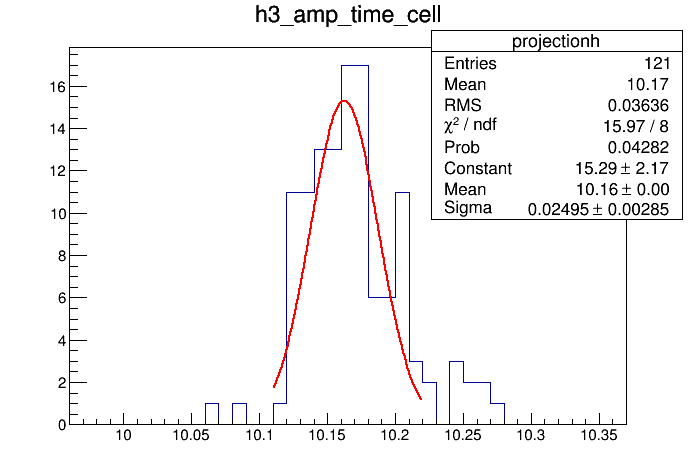 h3_amp_time_cell
projectionh
Entries 121
Mean 10.17
RMS 0.03636
χ² / ndf 15.97 / 8
Prob 0.04282
Constant 15.29 ± 2.17
Mean 10.16 ± 0.00
Sigma 0.02495 ± 0.00285
16
14
12
10
8
6
4
2
0
10 10.05 10.1 10.15 10.2 10.25 10.3 10.35